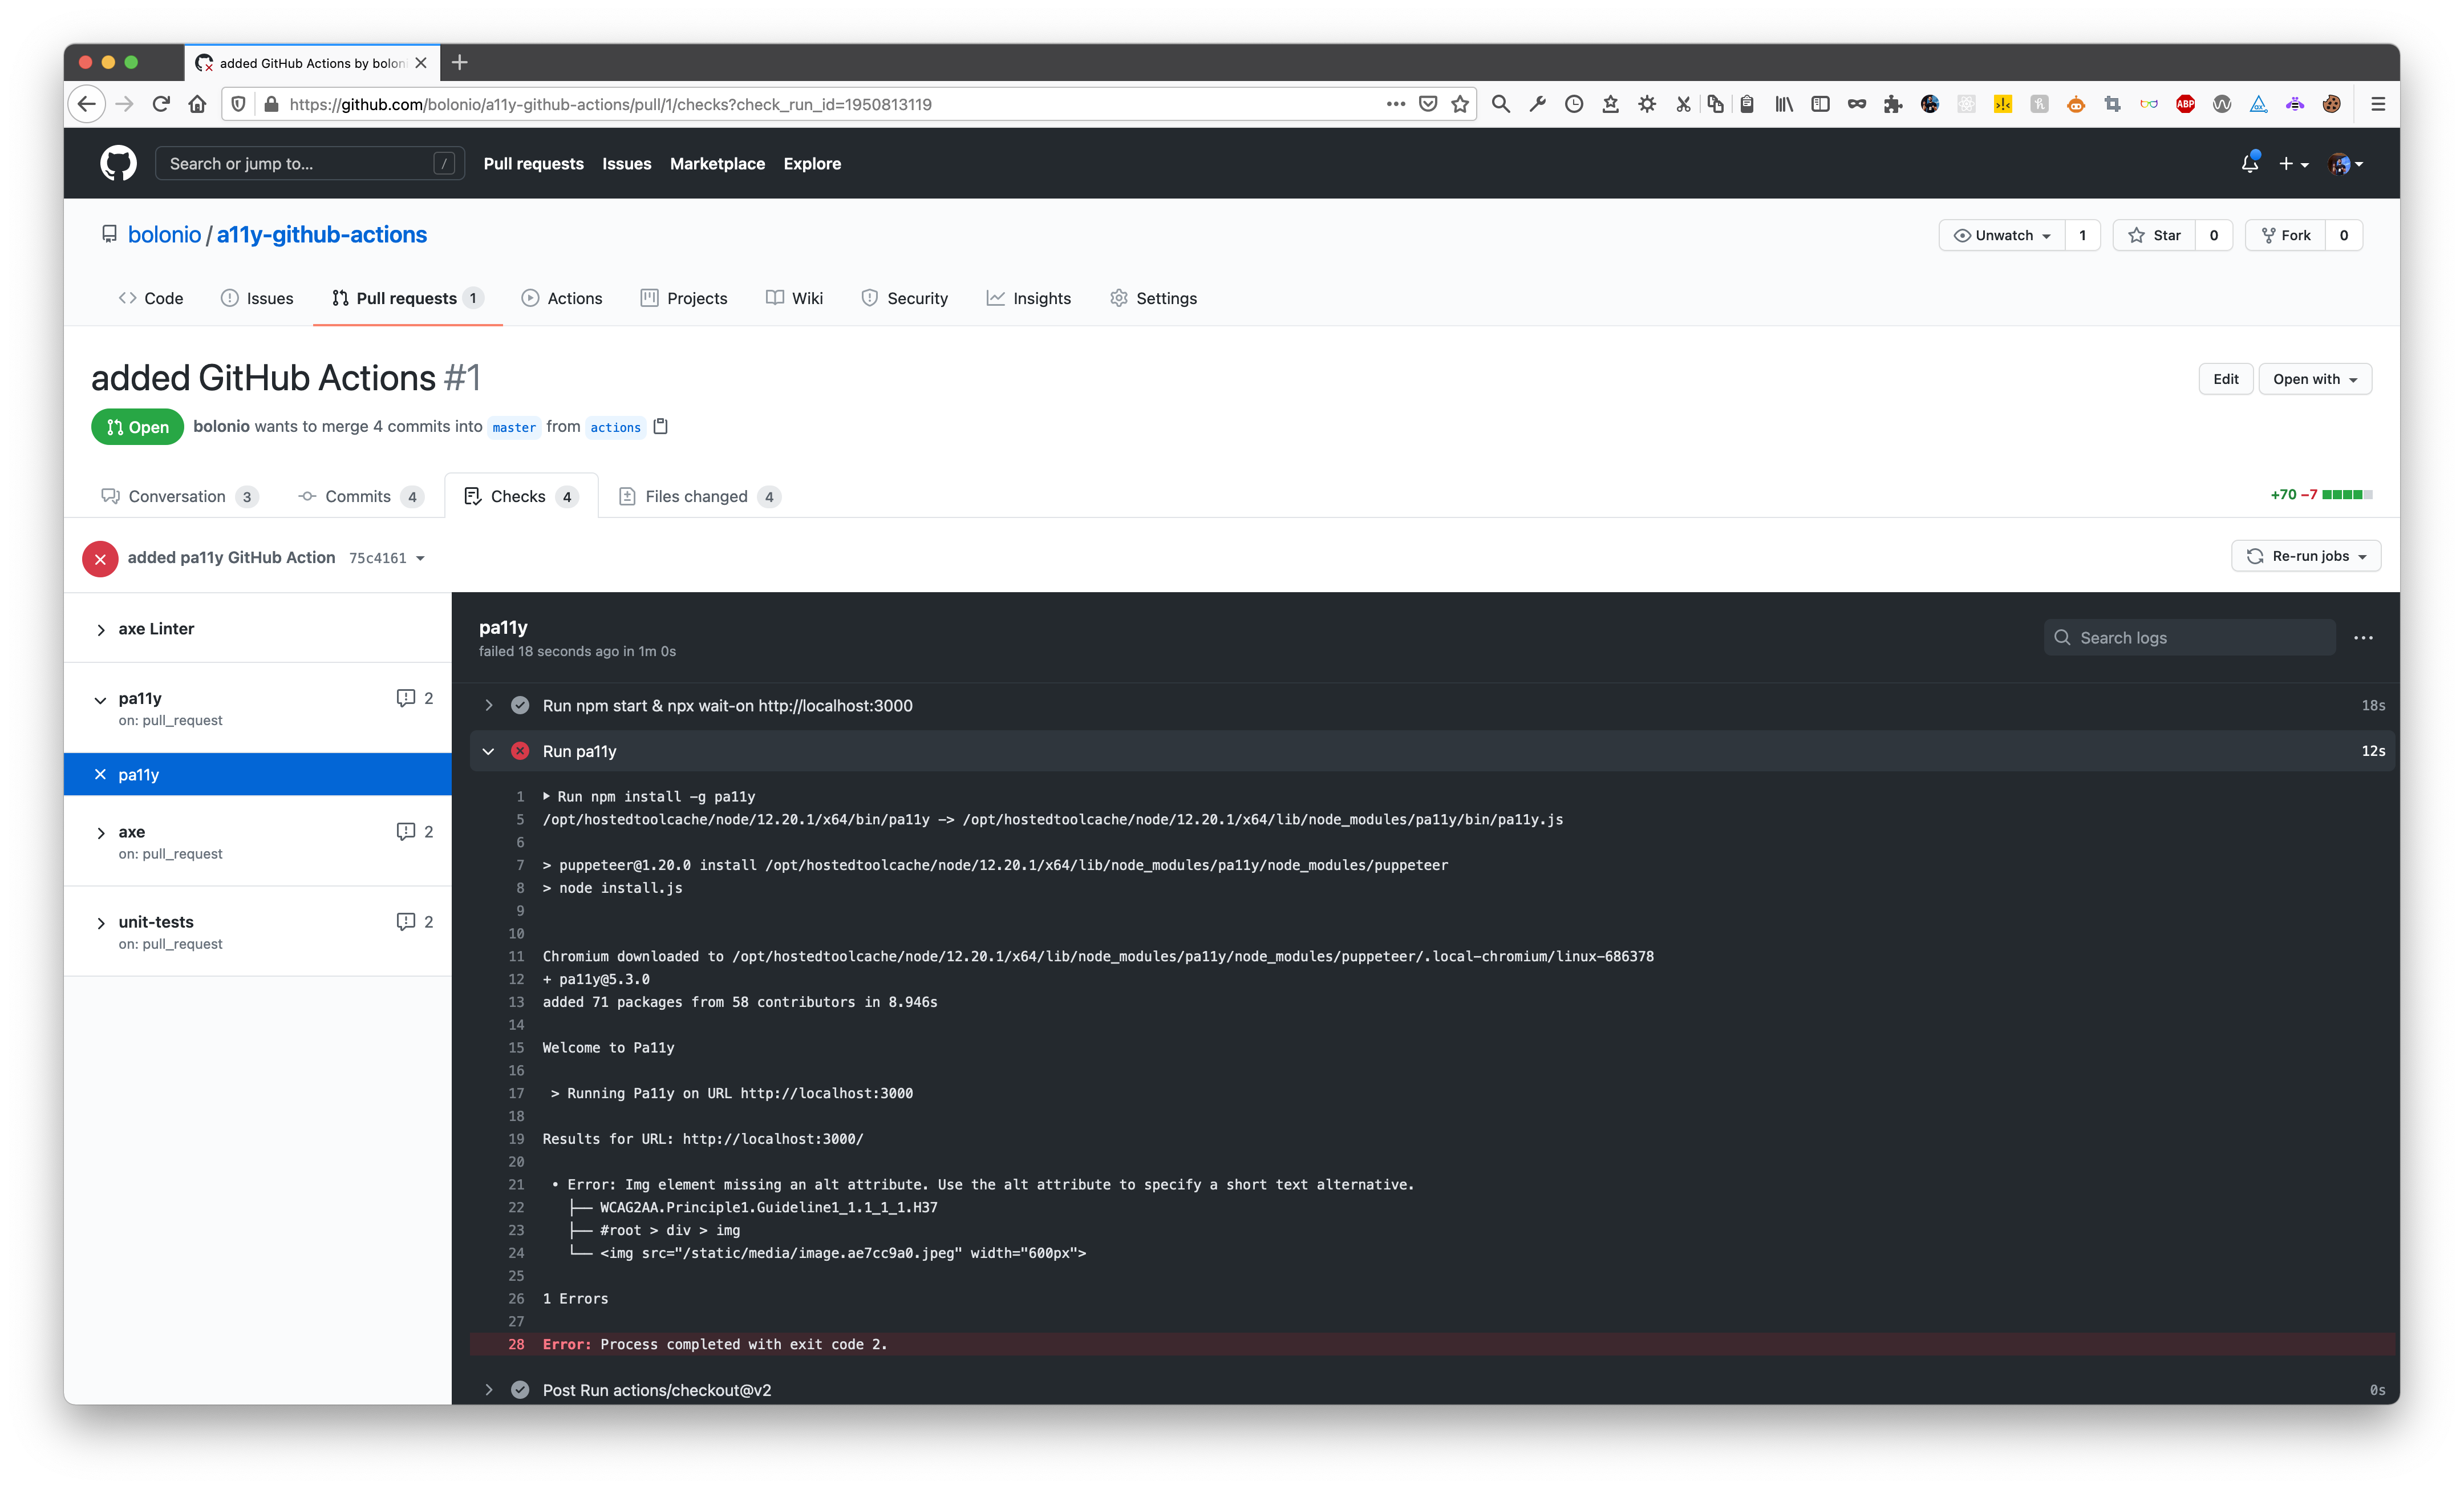 added GitHub Actions by bolon
https://github.com/bolonio/a11y-github-actions/pull/1/checks?check_run_id=1950813119
ABP
Search or jump to... /
Pull requests Issues Marketplace Explore
bolonio / a11y-github-actions
Unwatch 1 Star 0 Fork 0
Code Issues Pull requests 1 Actions Projects Wiki Security Insights Settings
added GitHub Actions #1
Edit Open with
Open bolonio wants to merge 4 commits into master from actions
Conversation 3 Commits 4 Checks 4 Files changed 4
+70 −7
added pa11y GitHub Action 75c4161
Re-run jobs
axe Linter
pa11y 2
on: pull_request
pa11y
axe 2
on: pull_request
unit-tests 2
on: pull_request
pa11y
failed 18 seconds ago in 1m 0s
Search logs
Run npm start & npx wait-on http://localhost:3000 18s
Run pa11y 12s
1 Run npm install -g pa11y
5 /opt/hostedtoolcache/node/12.20.1/x64/bin/pa11y -> /opt/hostedtoolcache/node/12.20.1/x64/lib/node_modules/pa11y/bin/pa11y.js
6
7 > puppeteer@1.20.0 install /opt/hostedtoolcache/node/12.20.1/x64/lib/node_modules/pa11y/node_modules/puppeteer
8 > node install.js
9
10
11 Chromium downloaded to /opt/hostedtoolcache/node/12.20.1/x64/lib/node_modules/pa11y/node_modules/puppeteer/.local-chromium/linux-686378
12 + pa11y@5.3.0
13 added 71 packages from 58 contributors in 8.946s
14
15 Welcome to Pa11y
16
17 > Running Pa11y on URL http://localhost:3000
18
19 Results for URL: http://localhost:3000/
20
21 • Error: Img element missing an alt attribute. Use the alt attribute to specify a short text alternative.
22 ├── WCAG2AA.Principle1.Guideline1_1.1_1_1.H37
23 ├── #root > div > img
24 └── <img src="/static/media/image.ae7cc9a0.jpeg" width="600px">
25
26 1 Errors
27
28 Error: Process completed with exit code 2.
Post Run actions/checkout@v2 0s